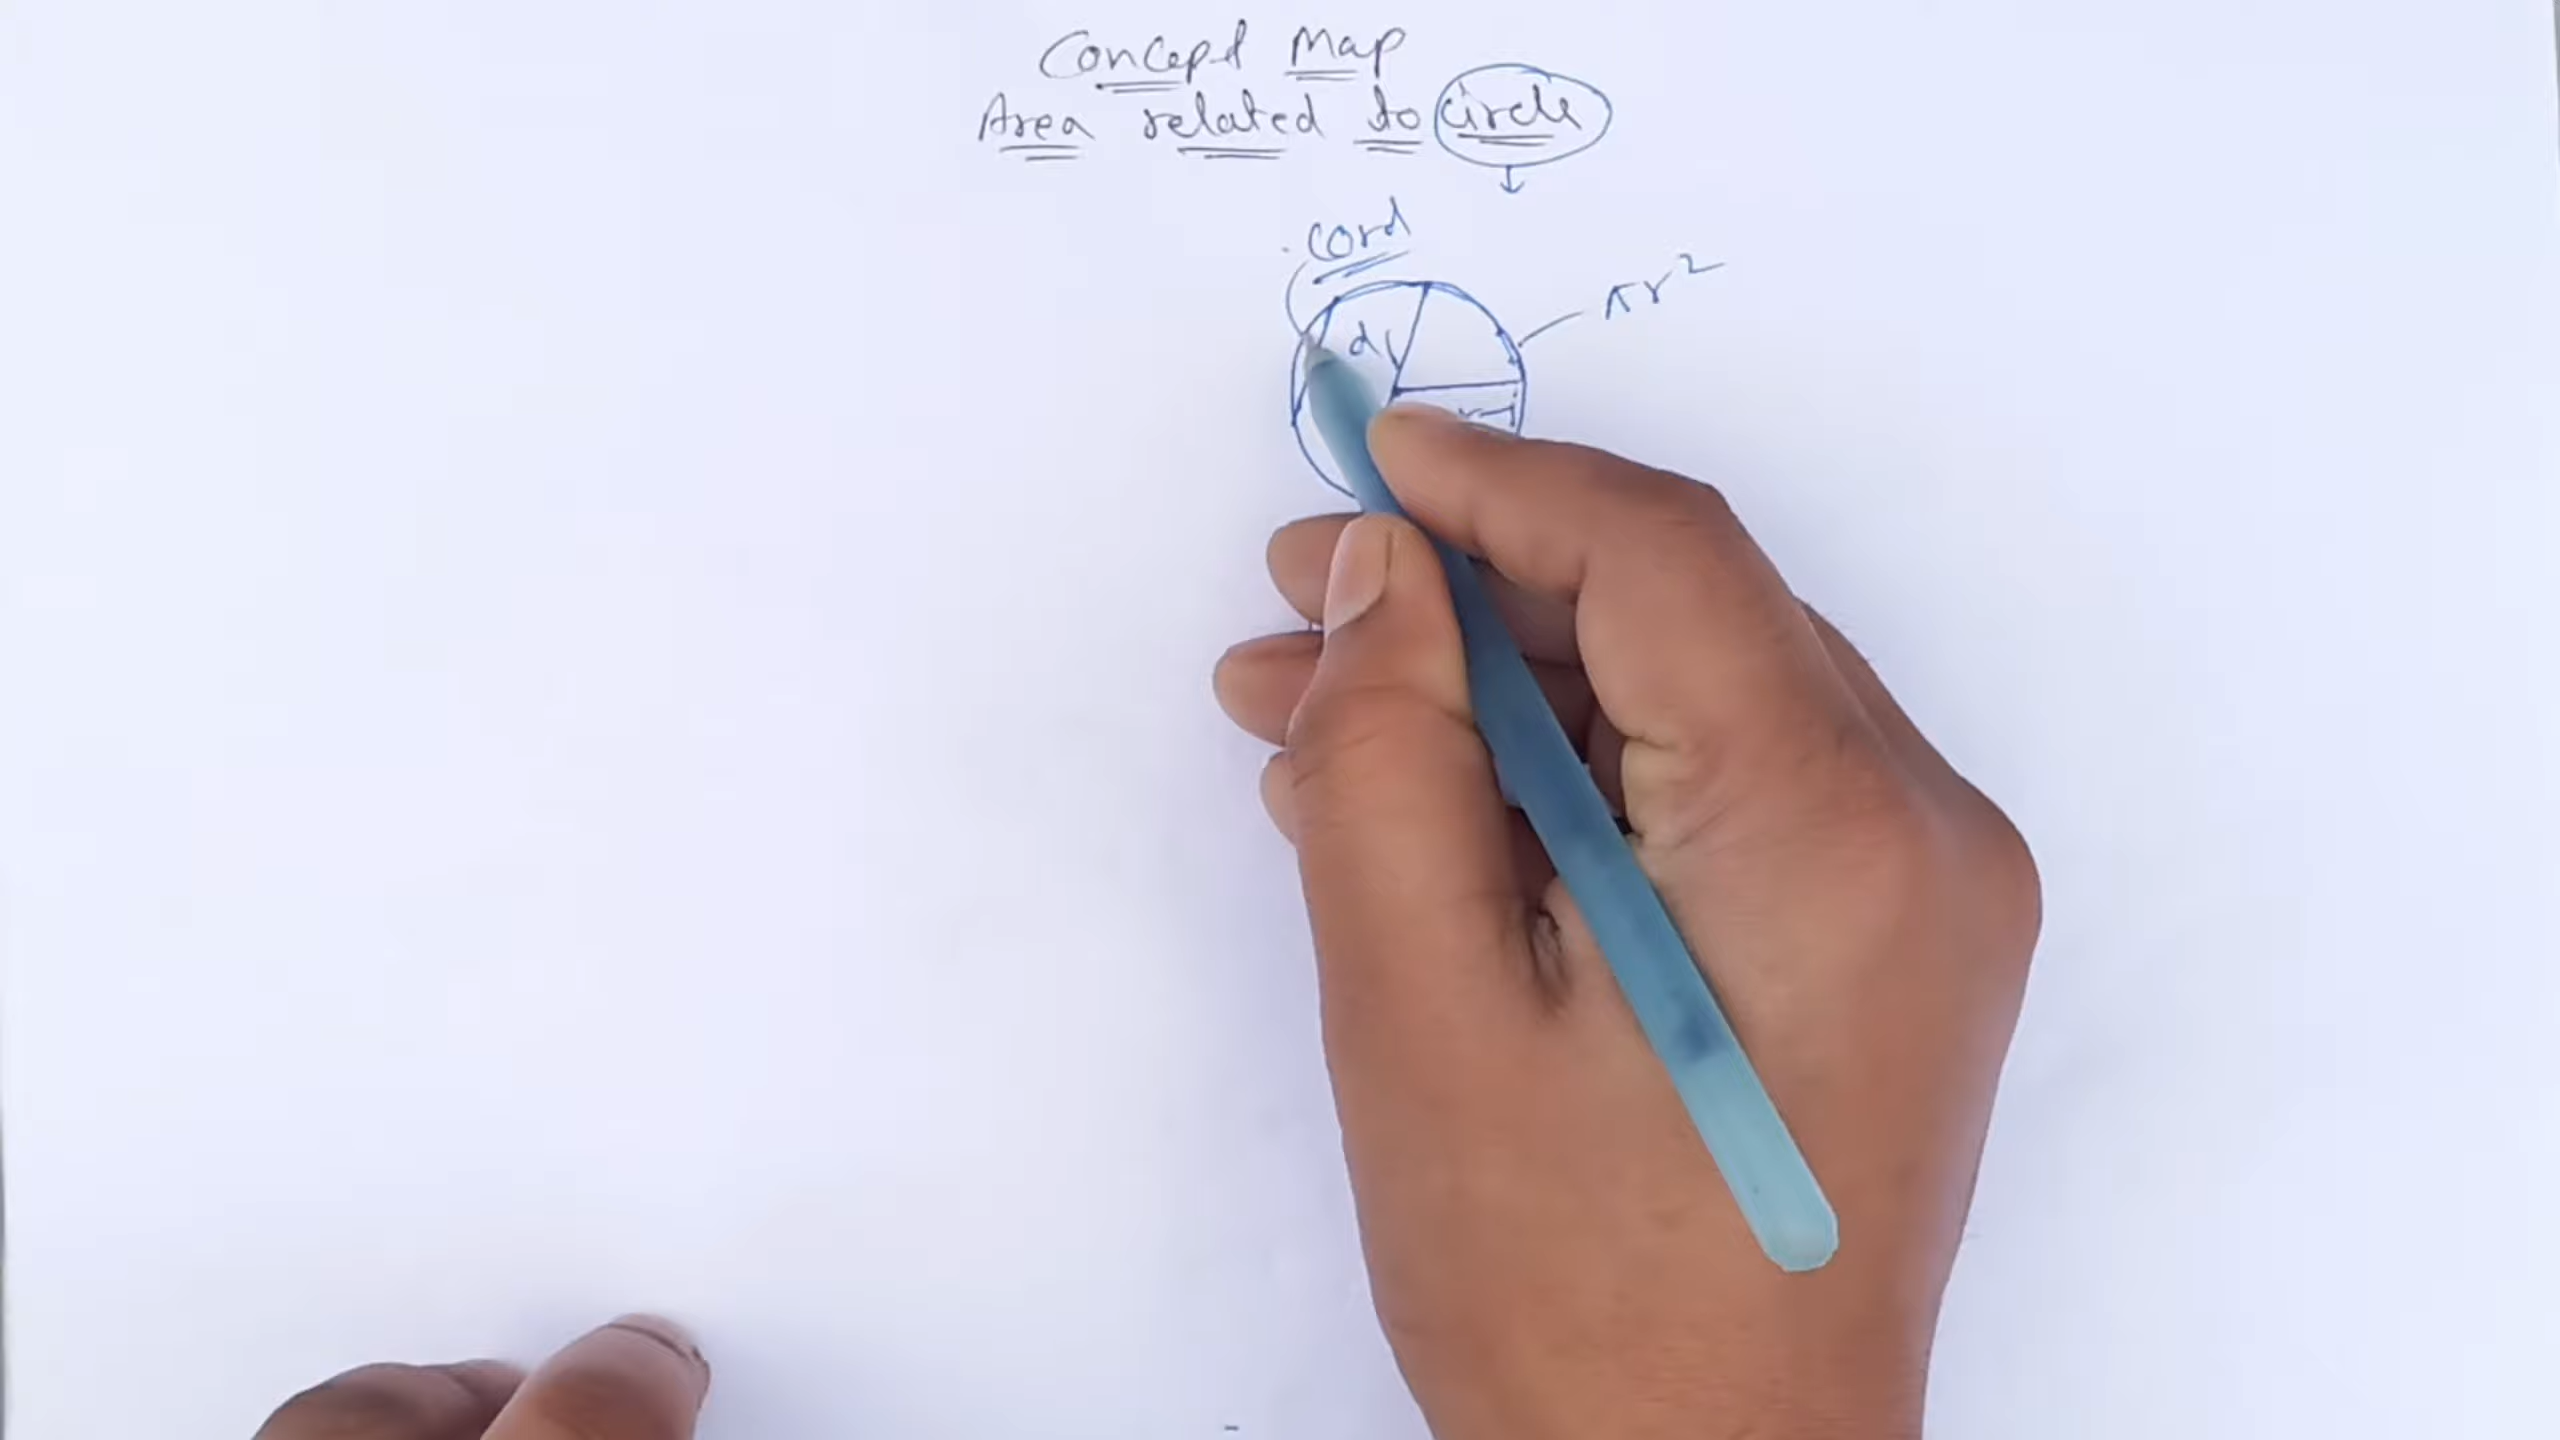 Concept Map
Area related to circle
cord
πr²
d
r